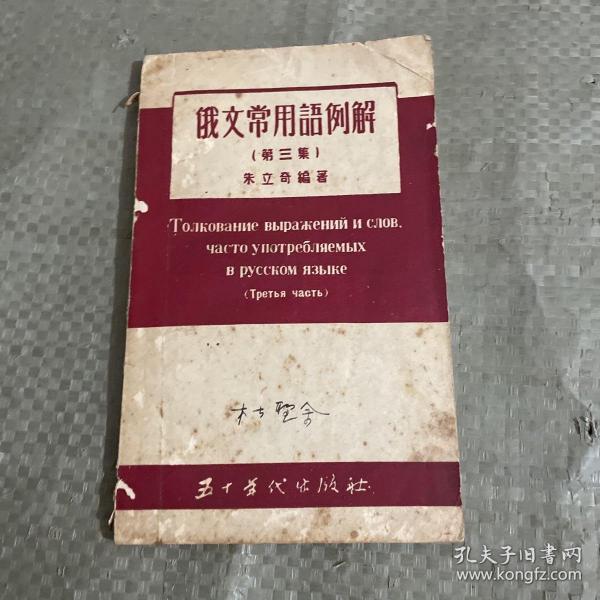 俄文常用語例解
(第三集)
朱立奇編著
Толкование выражений и слов.
часто употребляемых
в русском языке
(Третья часть)
五十年代出版社
孔夫子旧书网
www.kongfz.com